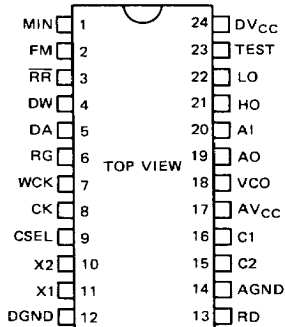 MIN 1 24 DVCC
FM 2 23 TEST
R̅R̅ 3 22 LO
DW 4 21 HO
DA 5 20 AI
RG 6 TOP VIEW 19 AO
WCK 7 18 VCO
CK 8 17 AVCC
CSEL 9 16 C1
X2 10 15 C2
X1 11 14 AGND
DGND 12 13 RD